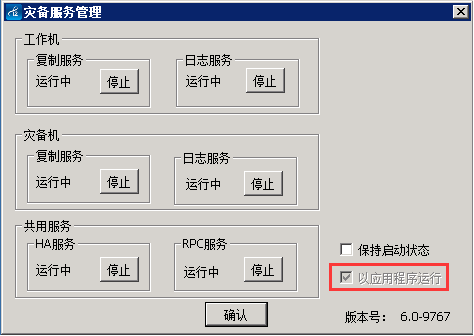 灾备服务管理
工作机
复制服务
日志服务
运行中
停止
运行中
停止
灾备机
复制服务
日志服务
运行中
停止
运行中
停止
共用服务
HA服务
RPC服务
运行中
停止
运行中
停止
保持启动状态
以应用程序运行
确认
版本号： 6.0-9767